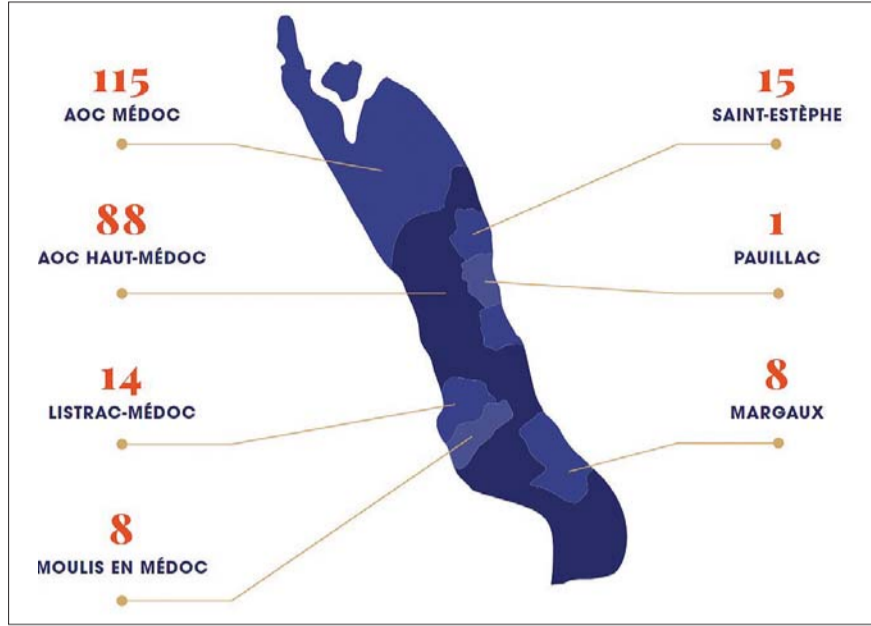 115
AOC MÉDOC
88
AOC HAUT-MÉDOC
14
LISTRAC-MÉDOC
8
MOULIS EN MÉDOC
15
SAINT-ESTÈPHE
1
PAUILLAC
8
MARGAUX